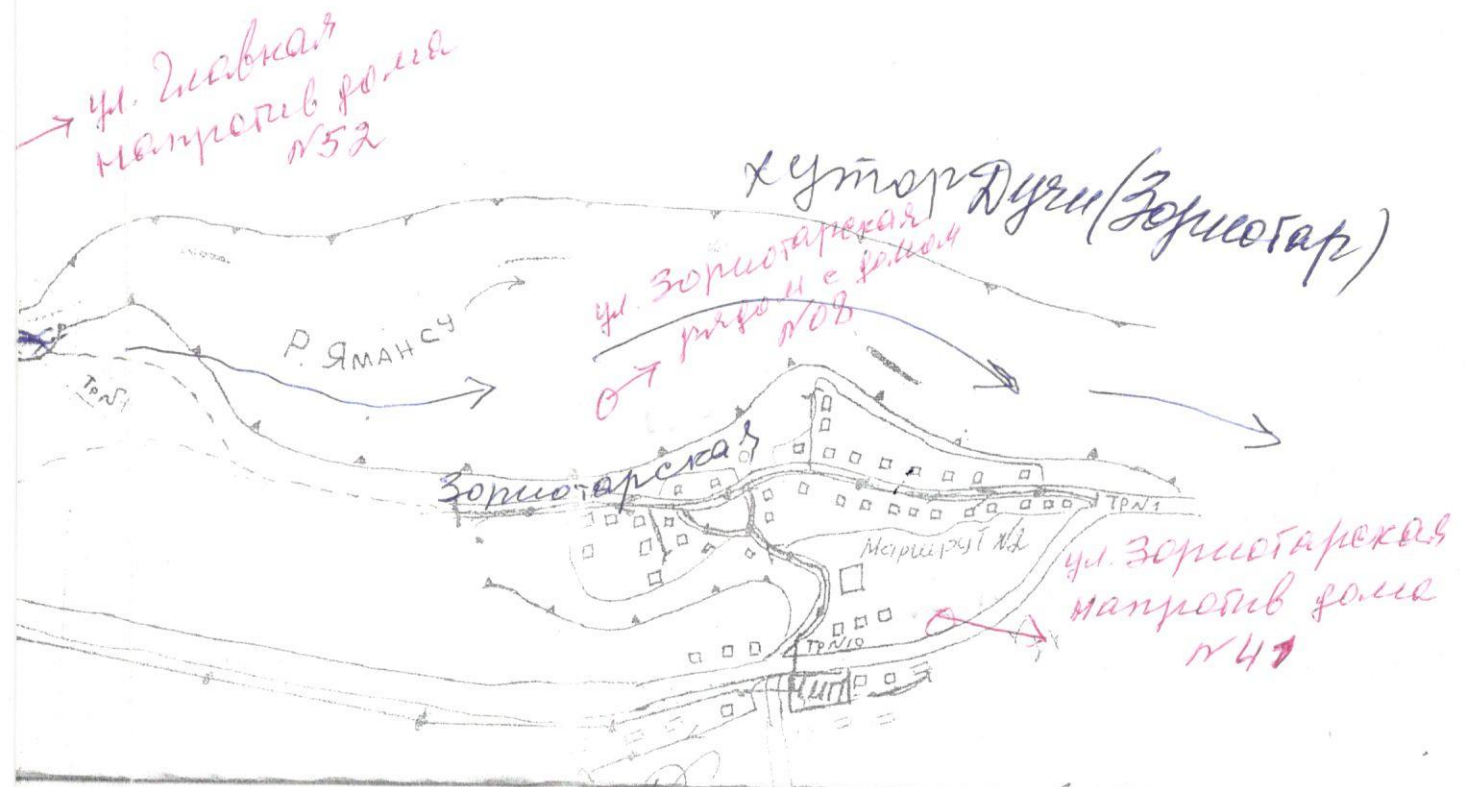 ул. Главная
напротив дома
№52
хутор Дучи (Зориотар)
ул. Зориотарская
рядом с домом
№08
Р. Ямансу
Зориотарская
ТР№1
Маршрут №2
ул. Зориотарская
напротив дома
№41
ТР№10